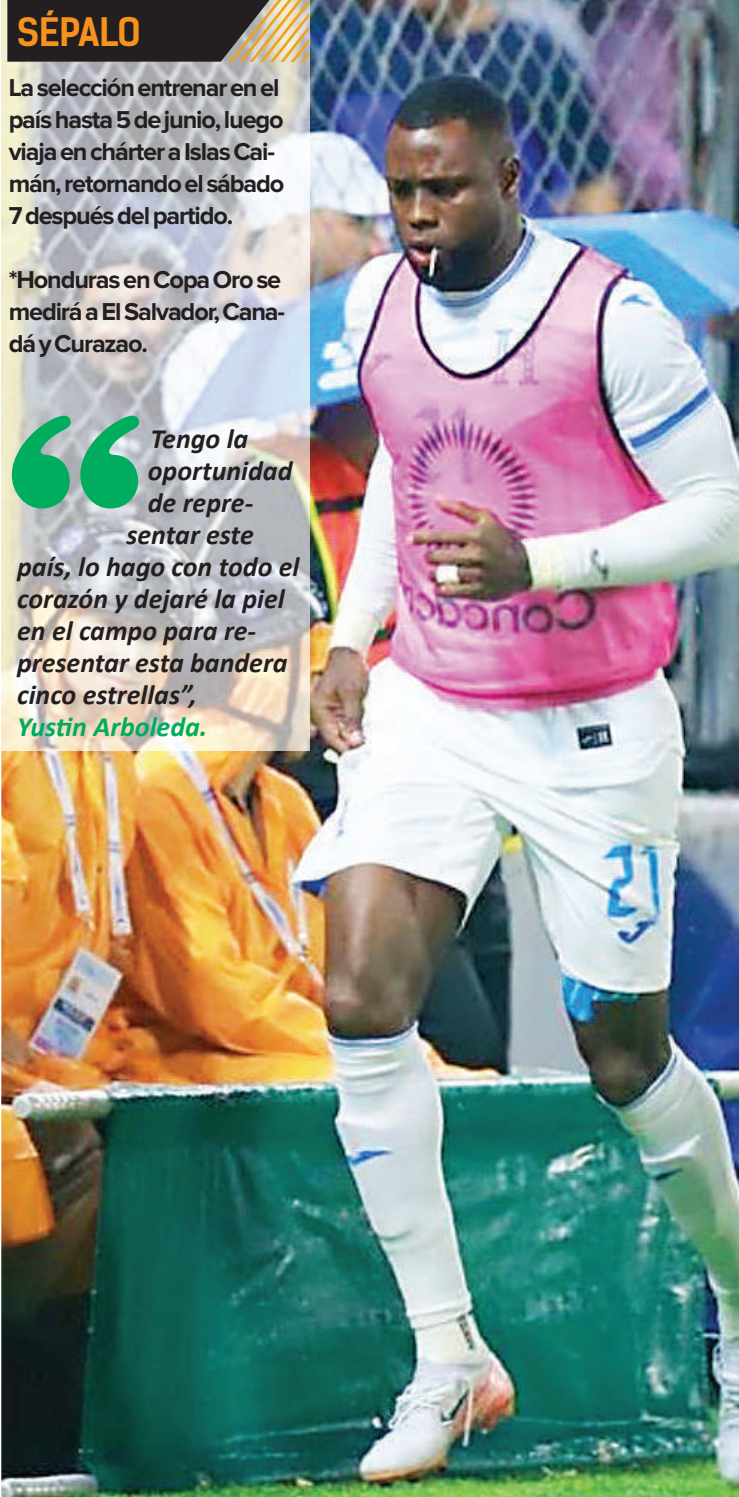 SÉPALO
La selección entrenar en el
país hasta 5 de junio, luego
viaja en chárter a Islas Cai-
mán, retornando el sábado
7 después del partido.
*Honduras en Copa Oro se
medirá a El Salvador, Cana-
dá y Curazao.
“Tengo la
oportunidad
de repre-
sentar este
país, lo hago con todo el
corazón y dejaré la piel
en el campo para re-
presentar esta bandera
cinco estrellas”,
Yustin Arboleda.
H
21